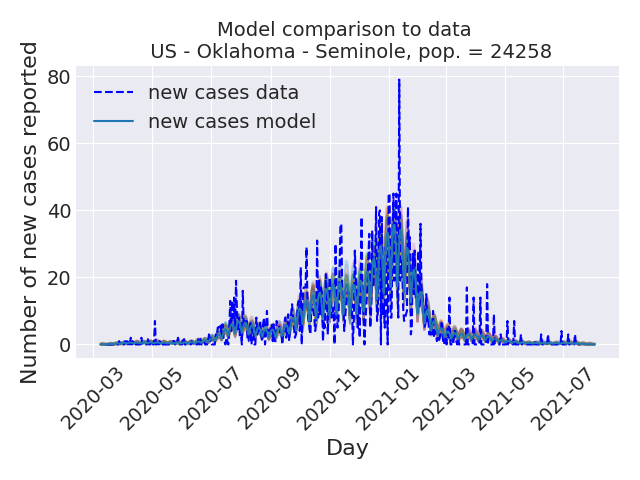 Model comparison to data
US - Oklahoma - Seminole, pop. = 24258
Number of new cases reported
80
60
40
20
0
new cases data
new cases model
2020-03
2020-05
2020-07
2020-09
2020-11
2021-01
2021-03
2021-05
2021-07
Day